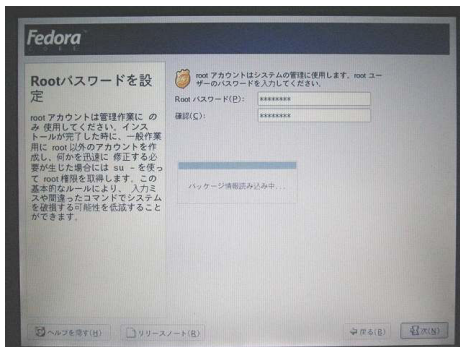 Fedora
CORE
Rootパスワードを設
定
root アカウントは管理作業に の
み 使用してください。インス
トールが完了した時に、一般作業
用に root 以外のアカウントを作
成し、何かを迅速に 修正する必
要が生じた場合には su - を使っ
て root 権限を取得します。この
基本的なルールにより、 入力ミ
スや間違ったコマンドでシステム
を破損する可能性を低減すること
ができます。
root アカウントはシステムの管理に使用します。root ユー
ザーのパスワードを入力してください。
Root パスワード(P):
********
確認(C):
********
パッケージ情報読み込み中...
ヘルプを隠す(H)
リリースノート(R)
戻る(B)
次(N)